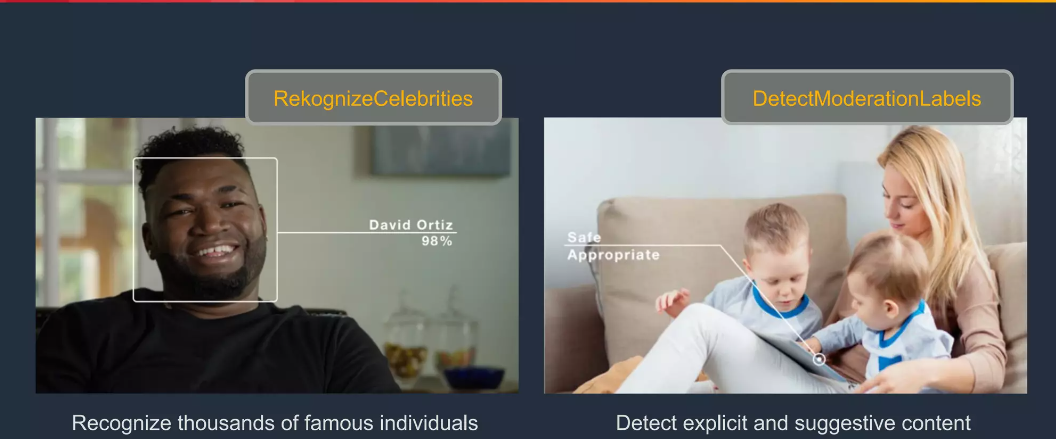 RekognizeCelebrities
David Ortiz
98%
Recognize thousands of famous individuals
DetectModerationLabels
Safe
Appropriate
Detect explicit and suggestive content